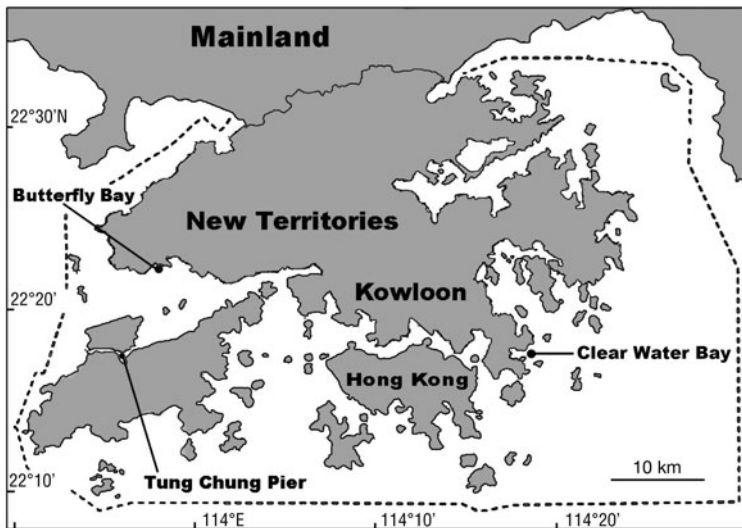 Mainland
22°30'N
Butterfly Bay
New Territories
Kowloon
22°20'
Clear Water Bay
Hong Kong
Tung Chung Pier
10 km
22°10'
114°E
114°10'
114°20'